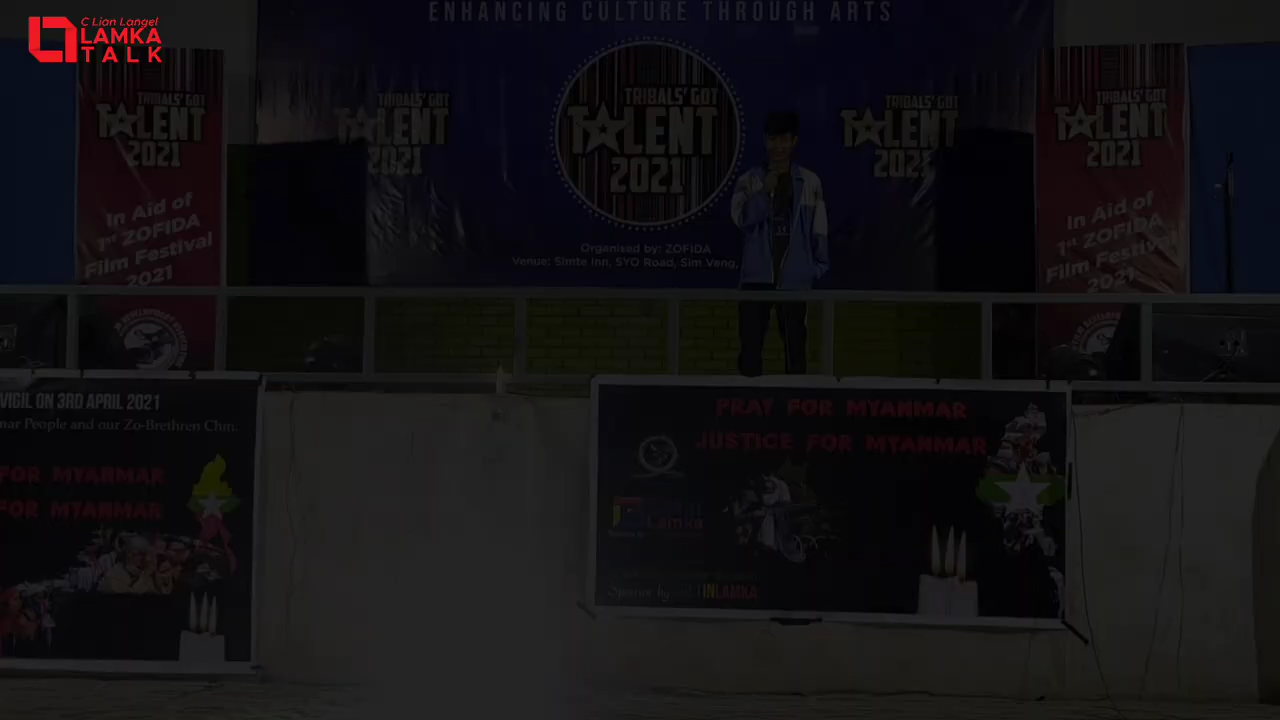 C Lian Langel
LAMKA
TALK
ENHANCING CULTURE THROUGH ARTS
TRIBALS' GOT
TALENT
2021
In Aid of
1st ZOFIDA
Film Festival
2021
TRIBALS' GOT
TALENT
2021
TRIBALS' GOT
TALENT
2021
Organised by: ZOFIDA
Venue: Simte Inn, SYO Road, Sim Veng,
TRIBALS' GOT
TALENT
2021
TRIBALS' GOT
TALENT
2021
In Aid of
1st ZOFIDA
Film Festival
2021
VIGIL ON 3RD APRIL 2021
mar People and our Zo-Brethren Chin.
FOR MYANMAR
FOR MYANMAR
PRAY FOR MYANMAR
JUSTICE FOR MYANMAR
Lamka
Sponsor by
INLAMKA